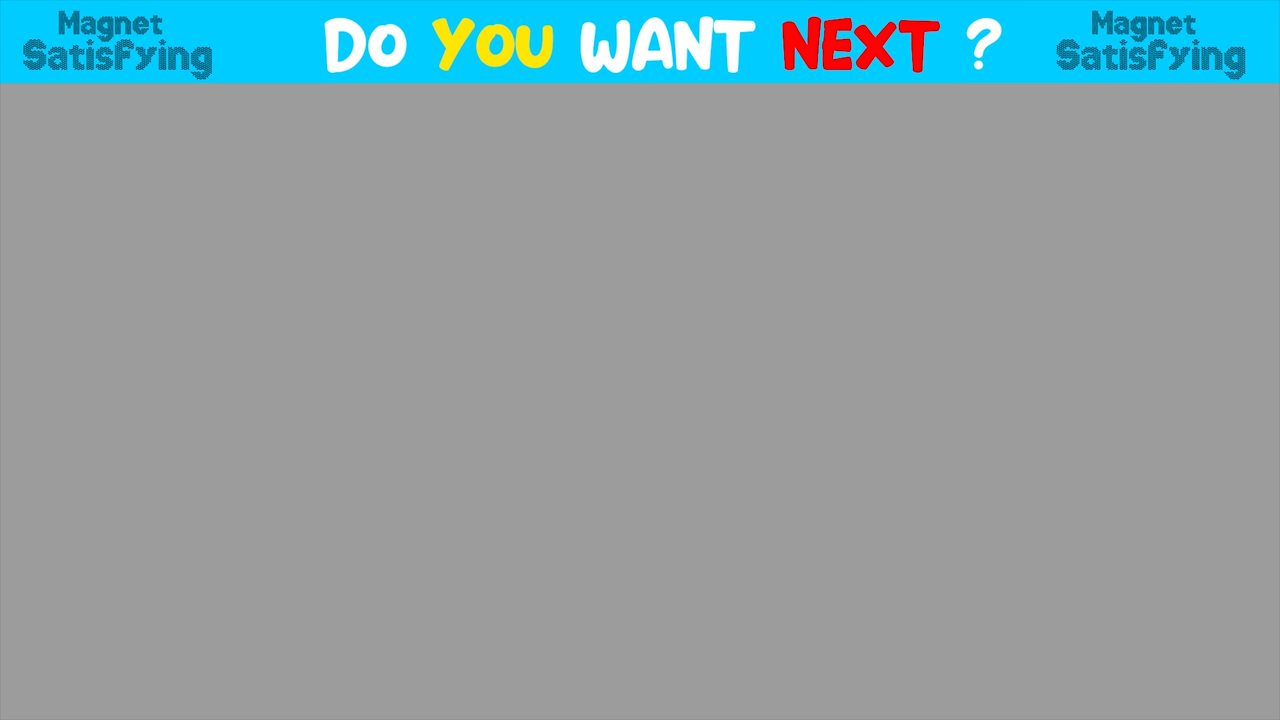 Magnet
Satisfying
DO YOU WANT NEXT ?
Magnet
Satisfying